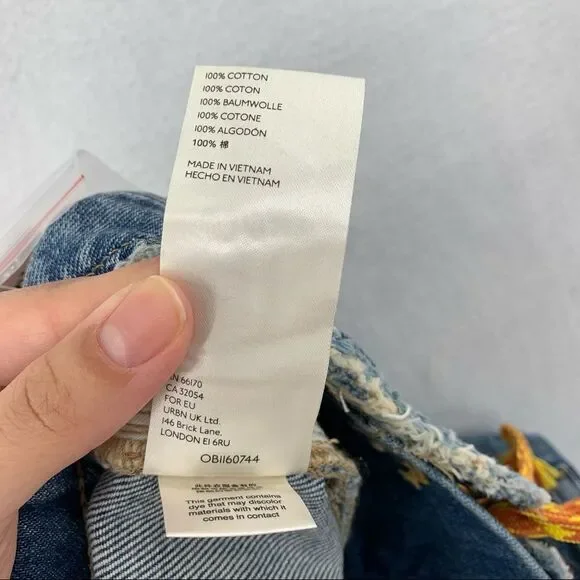 100% COTTON
100% COTON
100% BAUMWOLLE
100% COTONE
100% ALGODÓN
100% 棉
MADE IN VIETNAM
HECHO EN VIETNAM
66170
CA 32054
FOR EU
URBN UK Ltd.
146 Brick Lane,
LONDON E1 6RU
OB1160744
This garment contains
dye that may discolor
materials with which it
comes in contact